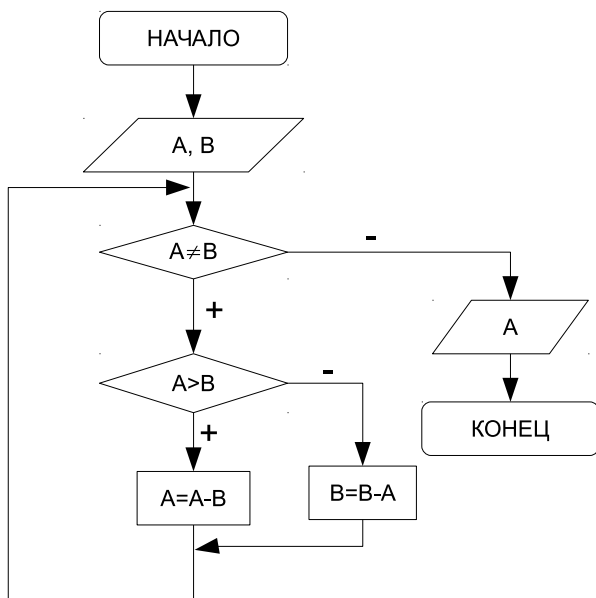 НАЧАЛО
А, В
А≠В
-
+
А
А>В
-
+
КОНЕЦ
А=А-В
В=В-А